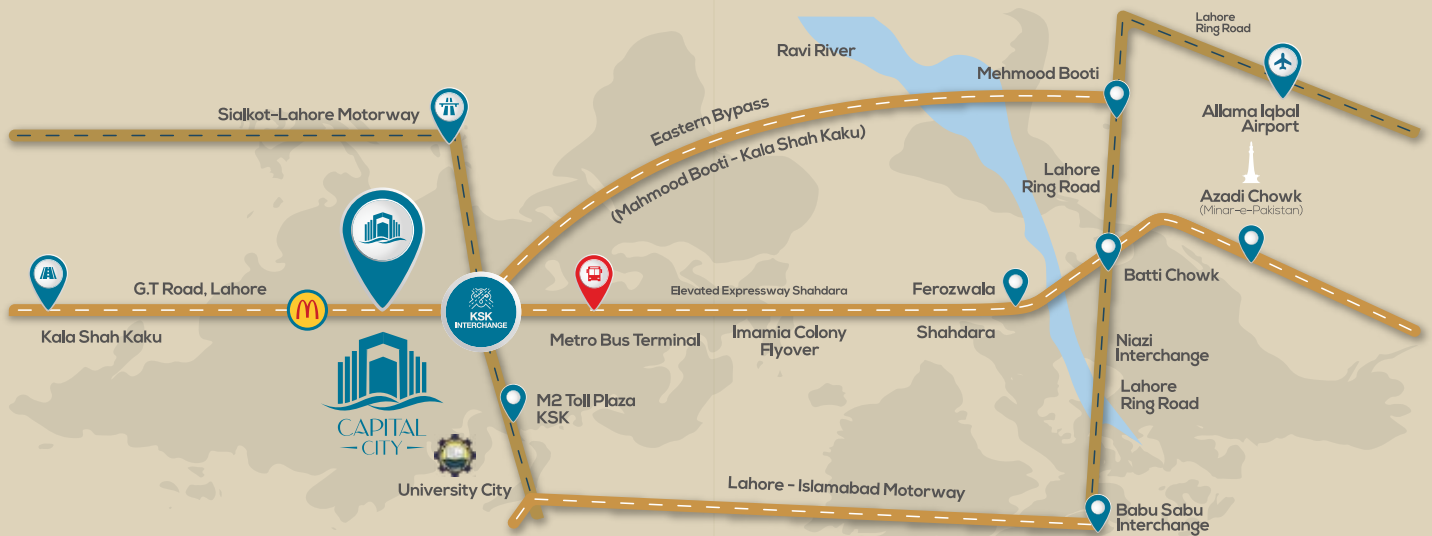 Lahore
Ring Road
Ravi River
Mehmood Booti
Allama Iqbal
Airport
Sialkot-Lahore Motorway
Eastern Bypass
(Mahmood Booti - Kala Shah Kaku)
Lahore
Ring Road
Azadi Chowk
(Minar-e-Pakistan)
G.T Road, Lahore
Elevated Expressway Shahdara
Ferozwala
Batti Chowk
KSK
INTERCHANGE
Kala Shah Kaku
Metro Bus Terminal
Imamia Colony
Flyover
Shahdara
Niazi
Interchange
M2 Toll Plaza
KSK
Lahore
Ring Road
CAPITAL
CITY
University City
Lahore - Islamabad Motorway
Babu Sabu
Interchange